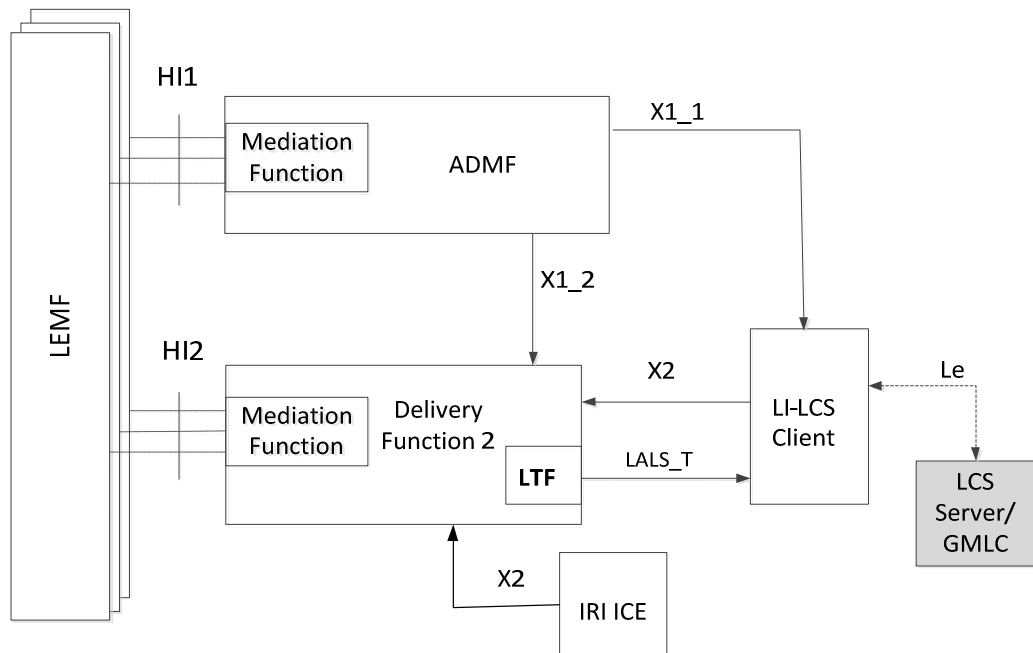 HI1
X1_1
Mediation
Function
ADMF
X1_2
LEMF
HI2
X2
Le
Mediation
Function
Delivery
Function 2
LI-LCS
Client
LTF
LALS_T
LCS
Server/
GMLC
X2
IRI ICE